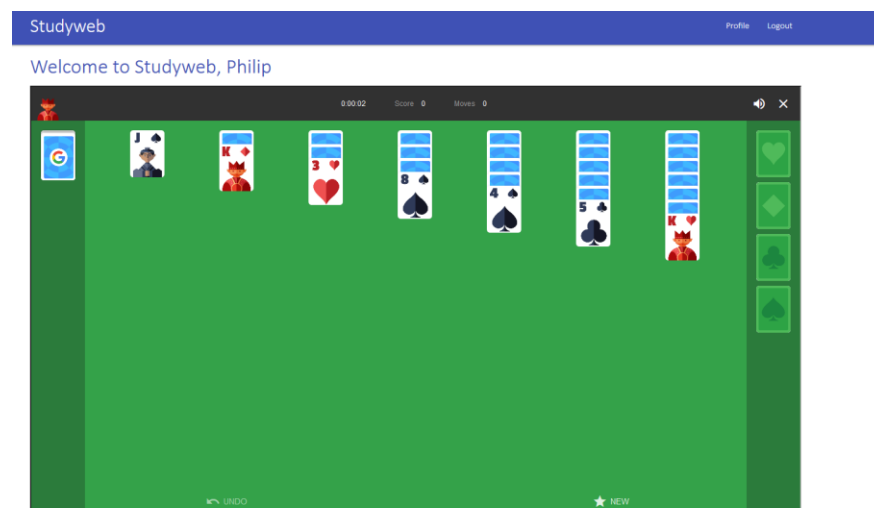 Studyweb
Profile Logout
Welcome to Studyweb, Philip
0:00:02 Score 0 Moves 0
G
J K 3 8 4 5 K
UNDO NEW